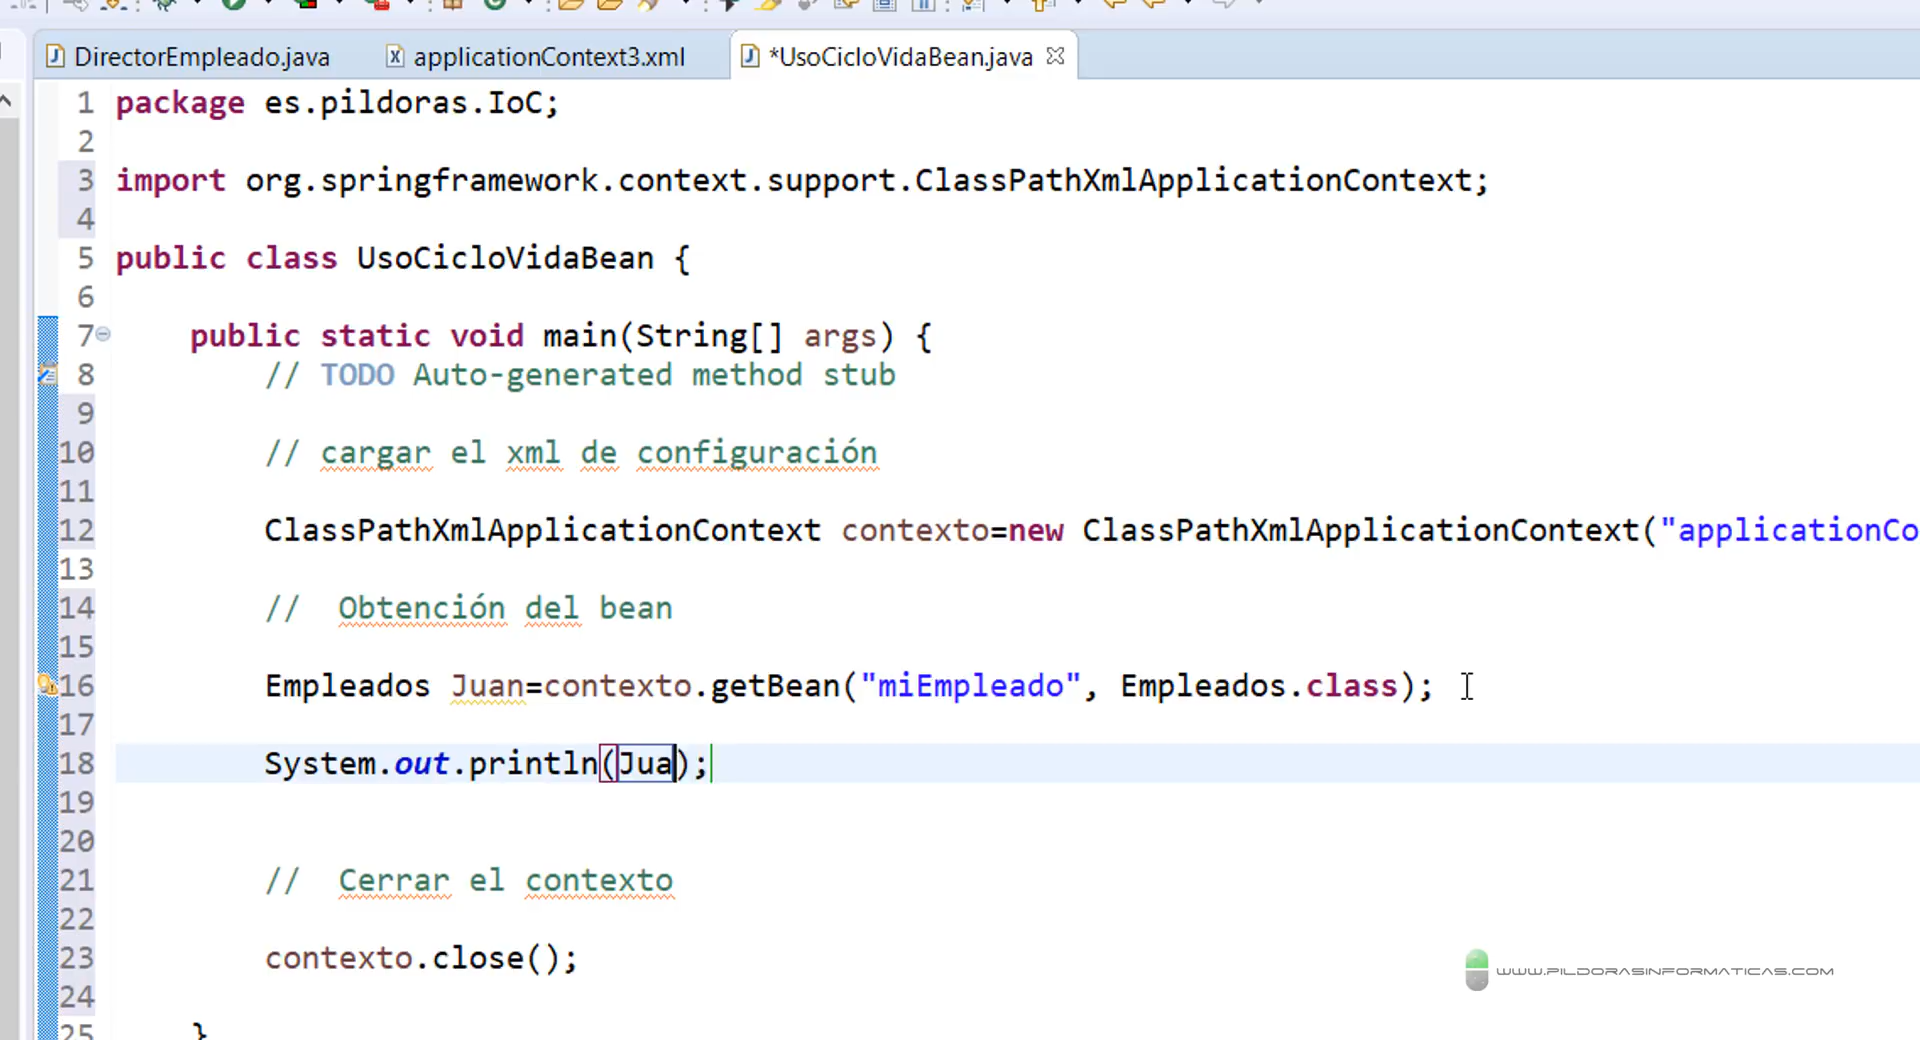 DirectorEmpleado.java applicationContext3.xml *UsoCicloVidaBean.java
1 package es.pildoras.IoC;
2
3 import org.springframework.context.support.ClassPathXmlApplicationContext;
4
5 public class UsoCicloVidaBean {
6
7 public static void main(String[] args) {
8 // TODO Auto-generated method stub
9
10 // cargar el xml de configuración
11
12 ClassPathXmlApplicationContext contexto=new ClassPathXmlApplicationContext("applicationCo
13
14 // Obtención del bean
15
16 Empleados Juan=contexto.getBean("miEmpleado", Empleados.class);
17
18 System.out.println(Jua);
19
20
21 // Cerrar el contexto
22
23 contexto.close();
24
25 }
WWW.PILDORASINFORMATICAS.COM